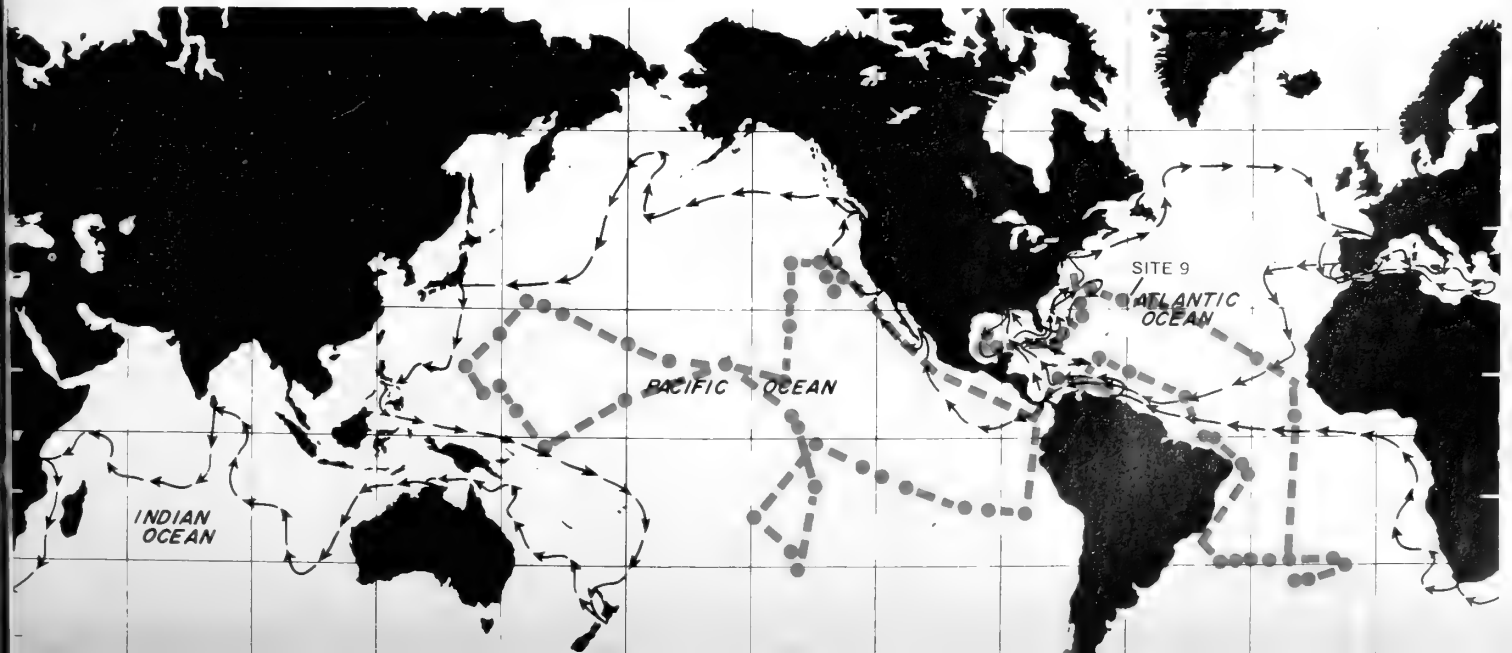 SITE 9
ATLANTIC
OCEAN
PACIFIC OCEAN
INDIAN
OCEAN